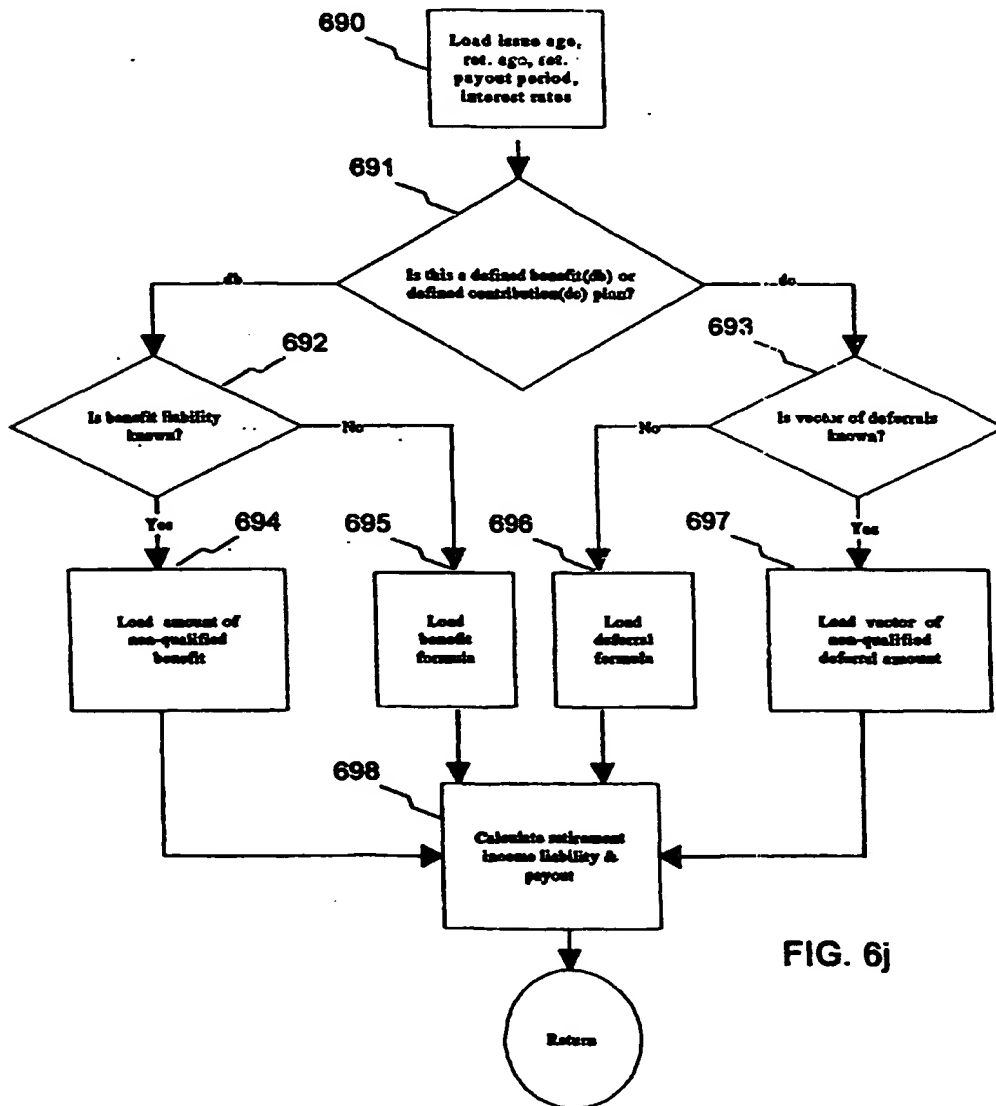 690
Load issue age,
ret. age, ret.
payout period,
interest rates
691
Is this a defined benefit(db) or
defined contribution(dc) plan?
db
dc
692
Is benefit liability
known?
No
Yes
693
Is vector of deferrals
known?
No
Yes
694
Load amount of
non-qualified
benefit
695
Load
benefit
formula
696
Load
deferral
formula
697
Load vector of
non-qualified
deferral amount
698
Calculate retirement
income liability &
payout
Return
FIG. 6j